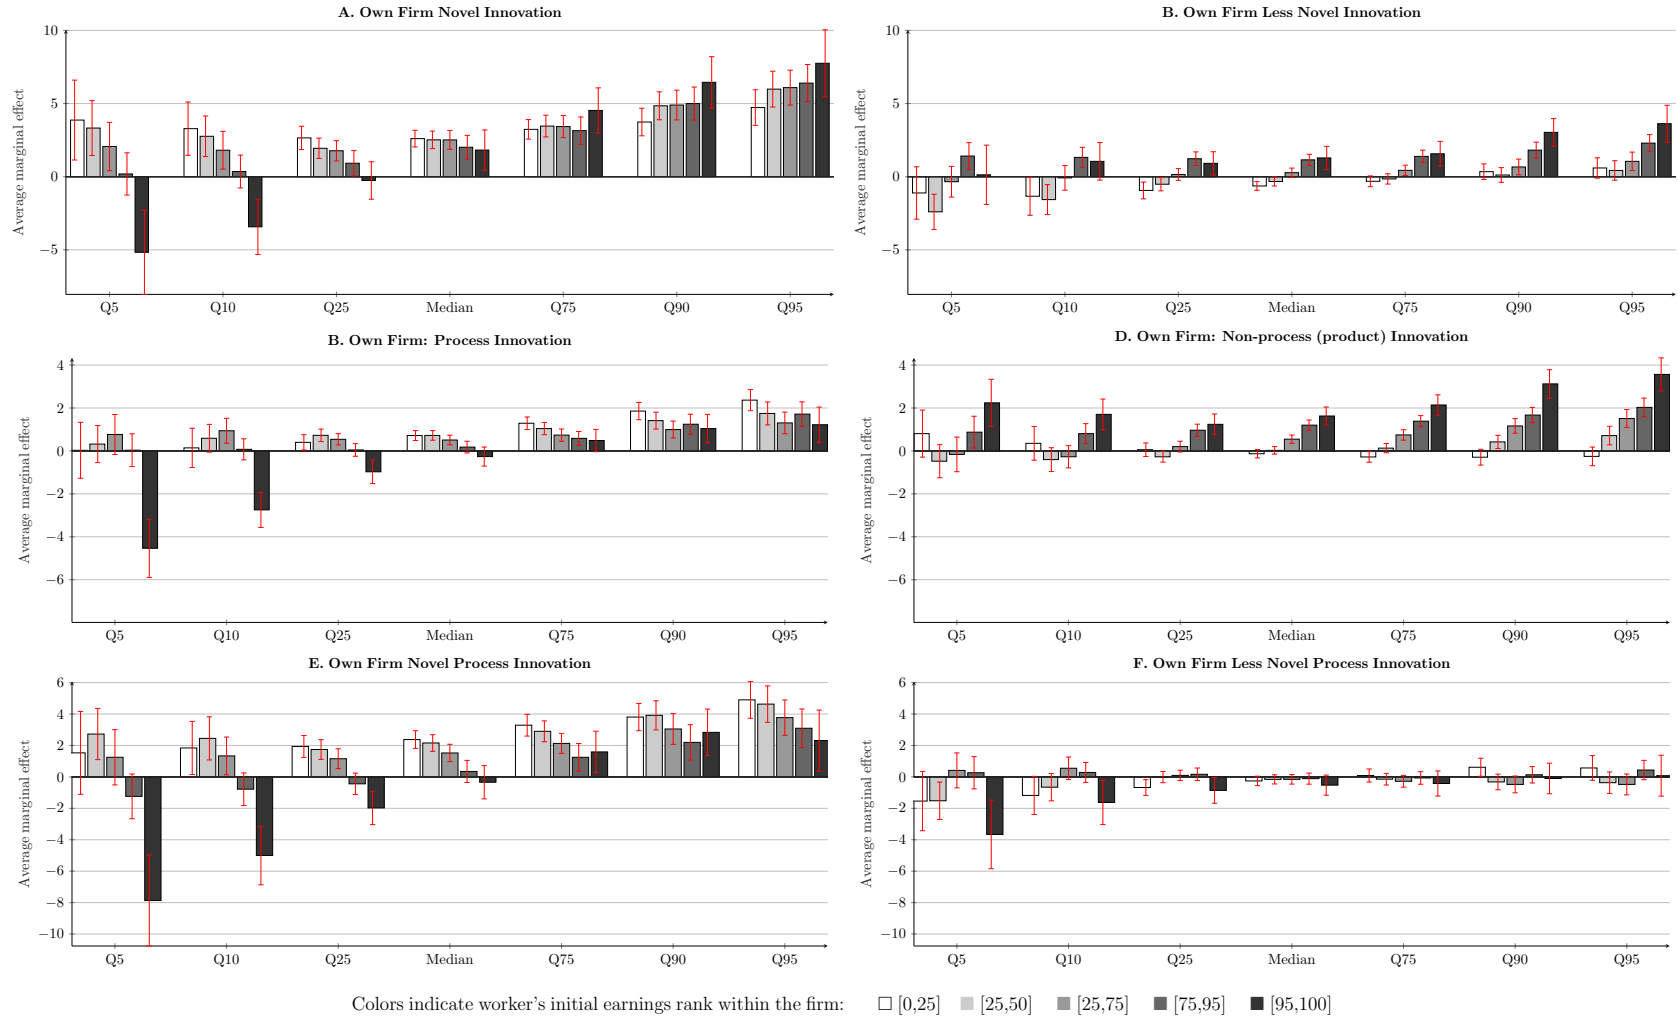 A. Own Firm Novel Innovation
Average marginal effect
10
5
0
−5
Q5 Q10 Q25 Median Q75 Q90 Q95
B. Own Firm Less Novel Innovation
Average marginal effect
10
5
0
−5
Q5 Q10 Q25 Median Q75 Q90 Q95
B. Own Firm: Process Innovation
Average marginal effect
4
2
0
−2
−4
−6
Q5 Q10 Q25 Median Q75 Q90 Q95
D. Own Firm: Non-process (product) Innovation
Average marginal effect
4
2
0
−2
−4
−6
Q5 Q10 Q25 Median Q75 Q90 Q95
E. Own Firm Novel Process Innovation
Average marginal effect
6
4
2
0
−2
−4
−6
−8
−10
Q5 Q10 Q25 Median Q75 Q90 Q95
F. Own Firm Less Novel Process Innovation
Average marginal effect
6
4
2
0
−2
−4
−6
−8
−10
Q5 Q10 Q25 Median Q75 Q90 Q95
Colors indicate worker's initial earnings rank within the firm: [0,25] [25,50] [25,75] [75,95] [95,100]